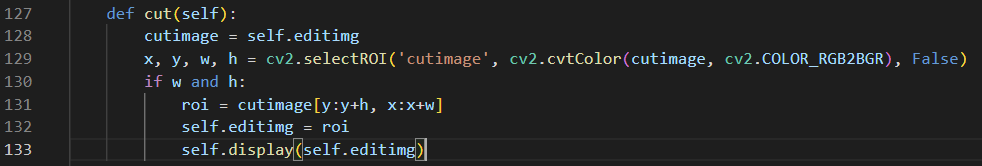 127 def cut(self):
128 cutimage = self.editimg
129 x, y, w, h = cv2.selectROI('cutimage', cv2.cvtColor(cutimage, cv2.COLOR_RGB2BGR), False)
130 if w and h:
131 roi = cutimage[y:y+h, x:x+w]
132 self.editimg = roi
133 self.display(self.editimg)